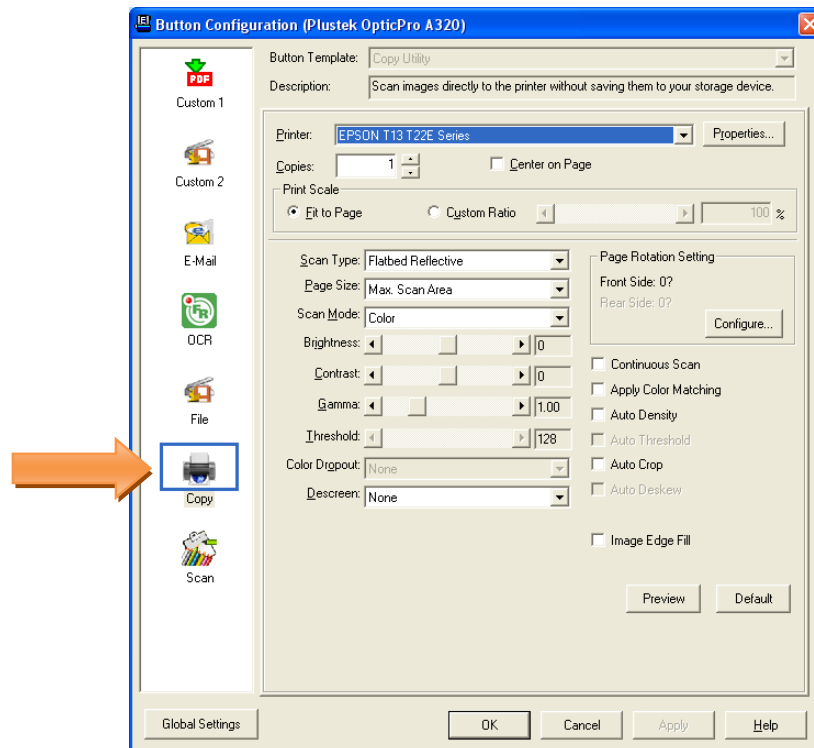 Button Configuration (Plustek OpticPro A320)
PDF
Custom 1
Custom 2
E-Mail
FR
OCR
File
Copy
Scan
Button Template: Copy Utility
Description: Scan images directly to the printer without saving them to your storage device.
Printer: EPSON T13 T22E Series Properties...
Copies: 1 Center on Page
Print Scale
Fit to Page Custom Ratio 100 %
Scan Type: Flatbed Reflective
Page Size: Max. Scan Area
Scan Mode: Color
Brightness: 0
Contrast: 0
Gamma: 1.00
Threshold: 128
Color Dropout: None
Descreen: None
Page Rotation Setting
Front Side: 0?
Rear Side: 0?
Configure...
Continuous Scan
Apply Color Matching
Auto Density
Auto Threshold
Auto Crop
Auto Deskew
Image Edge Fill
Preview Default
Global Settings OK Cancel Apply Help